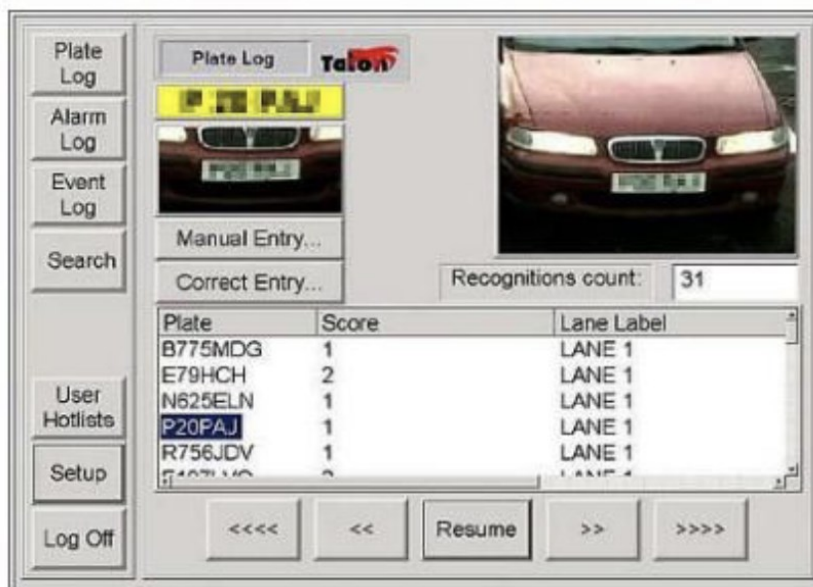 Plate Log
Alarm Log
Event Log
Search
User Hotlists
Setup
Log Off
Plate Log
Talon
Manual Entry...
Correct Entry...
Recognitions count: 31
Plate Score Lane Label
B775MDG 1 LANE 1
E79HCH 2 LANE 1
N625ELN 1 LANE 1
P20PAJ 1 LANE 1
R756JDV 1 LANE 1
<<<< << Resume >> >>>>